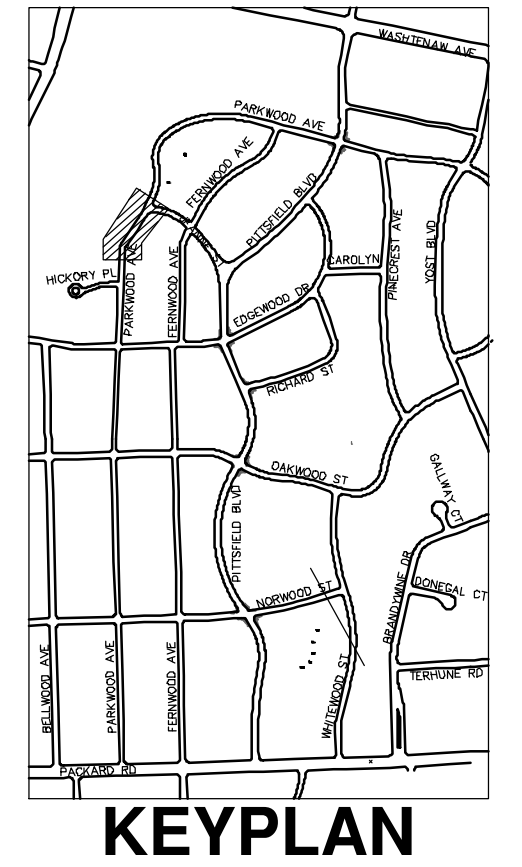 WASHTENAW AVE
PARKWOOD AVE
FERNWOOD AVE
PITTSFIELD BLVD
PINECREST AVE
YOST BLVD
CAROLYN
HICKORY PL
PARKWOOD AVE
FERNWOOD AVE
EDGEWOOD DR
RICHARD ST
OAKWOOD ST
GALLWAY CT
PITTSFIELD BLVD
BRANDYWINE DR
DONEGAL CT
NORWOOD ST
BELLWOOD AVE
PARKWOOD AVE
FERNWOOD AVE
WHITEWOOD ST
TERHUNE RD
PACKARD RD
KEYPLAN